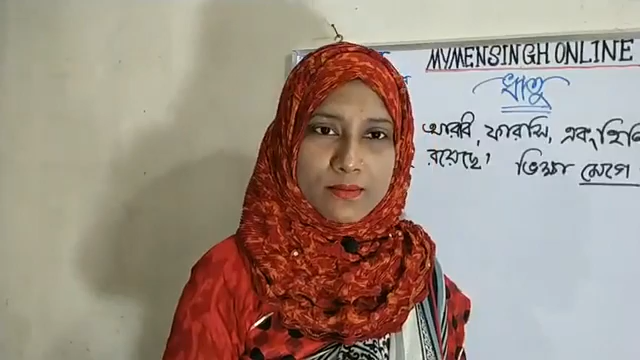 MYMENSINGH ONLINE
ধাতু
আরবি, ফারসি, এবং হিন্দি
রয়েছে। ভিক্ষা মেগে